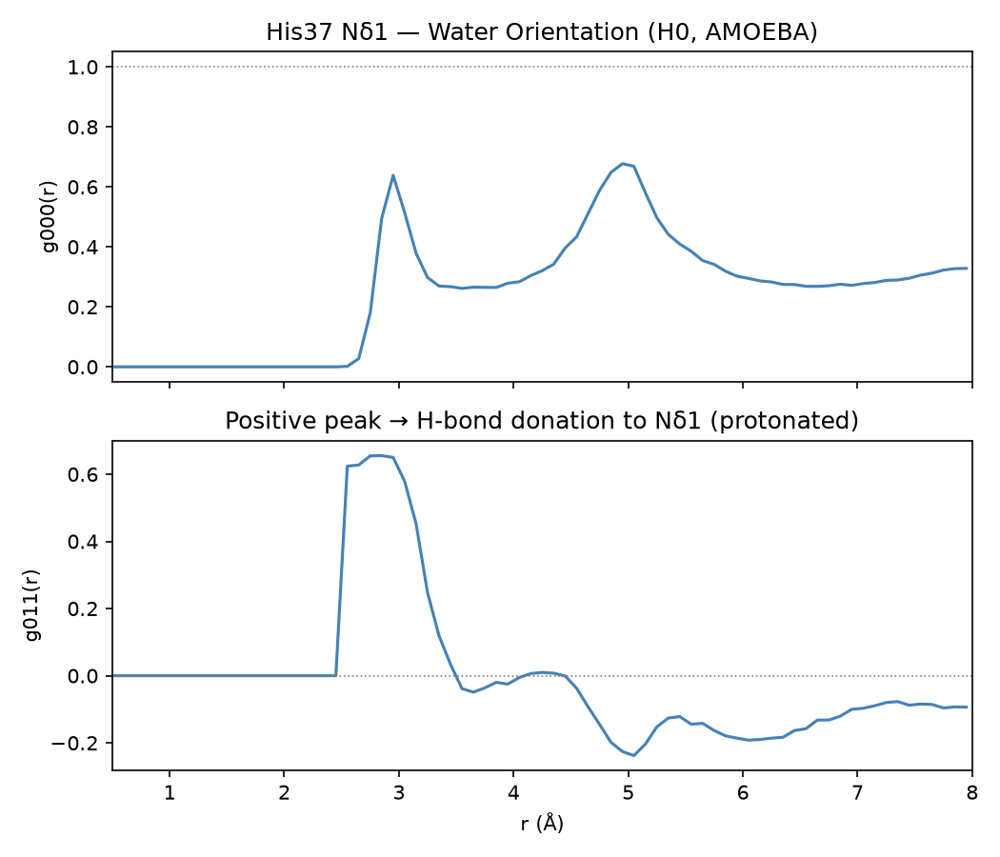 His37 Nδ1 — Water Orientation (H0, AMOEBA)
1.0
0.8
0.6
0.4
0.2
0.0
g000(r)
Positive peak → H-bond donation to Nδ1 (protonated)
0.6
0.4
0.2
0.0
−0.2
g011(r)
1 2 3 4 5 6 7 8
r (Å)